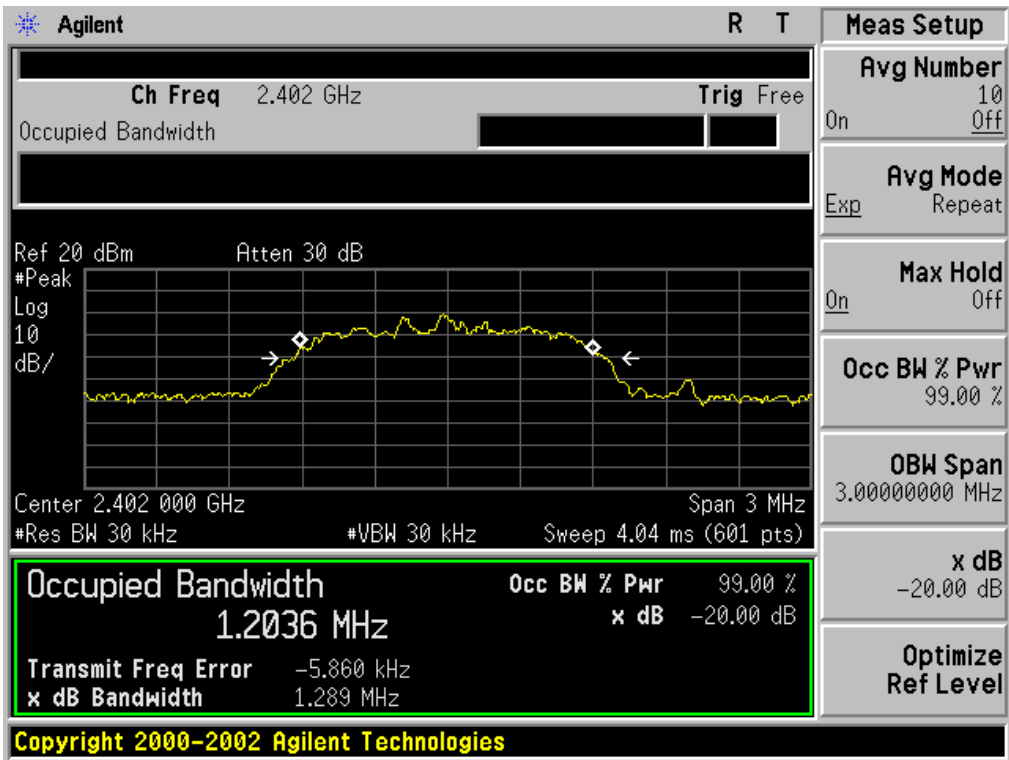 Agilent R T
Ch Freq 2.402 GHz Trig Free
Occupied Bandwidth
Ref 20 dBm Atten 30 dB
#Peak
Log
10
dB/
Center 2.402 000 GHz Span 3 MHz
#Res BW 30 kHz #VBW 30 kHz Sweep 4.04 ms (601 pts)
Occupied Bandwidth Occ BW % Pwr 99.00 %
1.2036 MHz x dB -20.00 dB
Transmit Freq Error -5.860 kHz
x dB Bandwidth 1.289 MHz
Copyright 2000-2002 Agilent Technologies
Meas Setup
Avg Number
10
On Off
Avg Mode
Exp Repeat
Max Hold
On Off
Occ BW % Pwr
99.00 %
OBW Span
3.00000000 MHz
x dB
-20.00 dB
Optimize
Ref Level